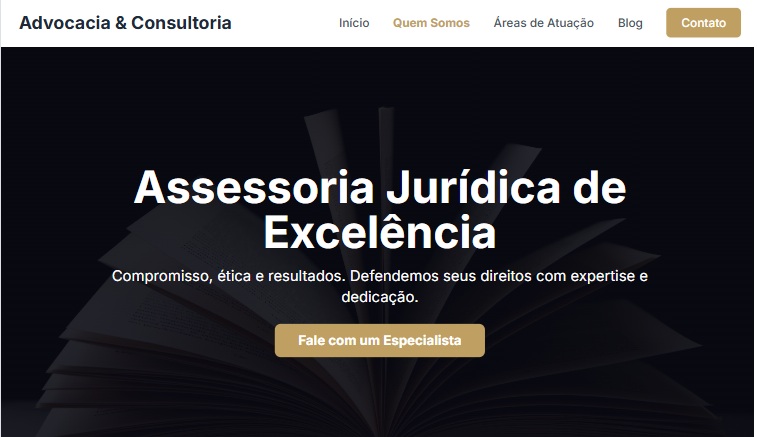 Advocacia & Consultoria
Início Quem Somos Áreas de Atuação Blog Contato
Assessoria Jurídica de
Excelência
Compromisso, ética e resultados. Defendemos seus direitos com expertise e
dedicação.
Fale com um Especialista